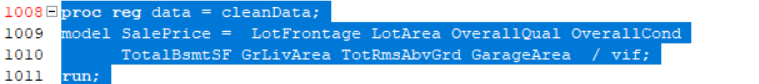 1008 proc reg data = cleanData;
1009 model SalePrice =  LotFrontage LotArea OverallQual OverallCond
1010       TotalBsmtSF GrLivArea TotRmsAbvGrd GarageArea  / vif;
1011 run;